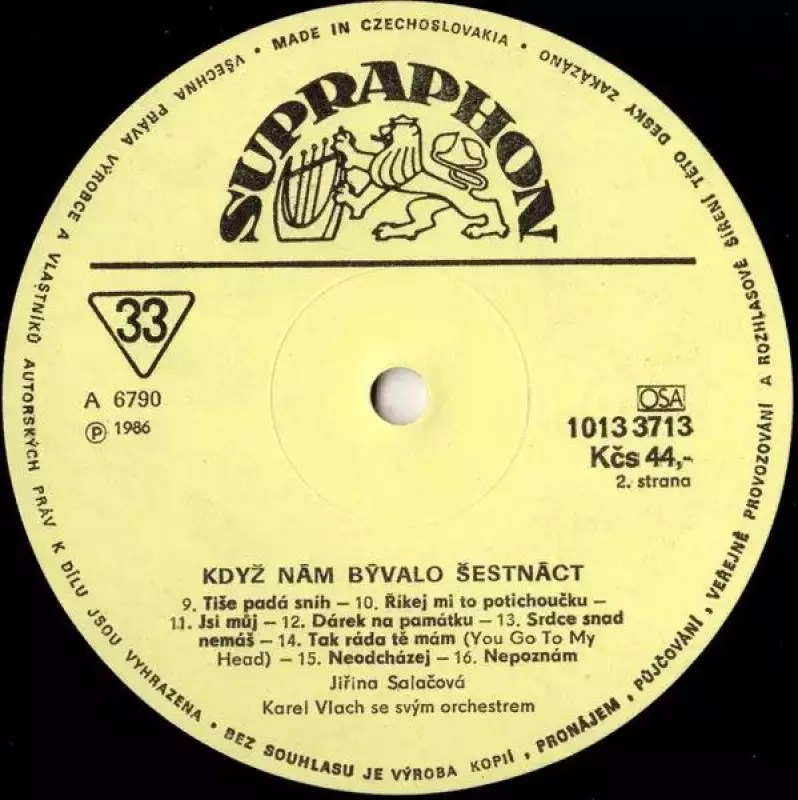 VŠECHNA PRÁVA VÝROBCE A VLASTNÍKŮ AUTORSKÝCH PRÁV K DÍLU JSOU VYHRAZENA • BEZ SOUHLASU JE VÝROBA KOPIÍ, PRONÁJEM, PŮJČOVÁNÍ, VEŘEJNÉ PROVOZOVÁNÍ A ROZHLASOVÉ ŠÍŘENÍ TÉTO DESKY ZAKÁZÁNO • MADE IN CZECHOSLOVAKIA •
SUPRAPHON
33
A 6790
Ⓟ 1986
OSA
1013 3713
Kčs 44,-
2. strana
KDYŽ NÁM BÝVALO ŠESTNÁCT
9. Tiše padá sníh – 10. Říkej mi to potichoučku –
11. Jsi můj – 12. Dárek na památku – 13. Srdce snad
nemáš – 14. Tak ráda tě mám (You Go To My
Head) – 15. Neodcházej – 16. Nepoznám
Jiřina Salačová
Karel Vlach se svým orchestrem